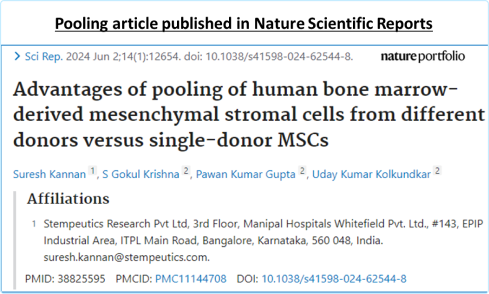 Pooling article published in Nature Scientific Reports
> Sci Rep. 2024 Jun 2;14(1):12654. doi: 10.1038/s41598-024-62544-8.
natureportfolio
Advantages of pooling of human bone marrow-
derived mesenchymal stromal cells from different
donors versus single-donor MSCs
Suresh Kannan 1, S Gokul Krishna 2, Pawan Kumar Gupta 2, Uday Kumar Kolkundkar 2
Affiliations
1 Stempeutics Research Pvt Ltd, 3rd Floor, Manipal Hospitals Whitefield Pvt. Ltd., #143, EPIP
Industrial Area, ITPL Main Road, Bangalore, Karnataka, 560 048, India.
suresh.kannan@stempeutics.com.
PMID: 38825595 PMCID: PMC11144708 DOI: 10.1038/s41598-024-62544-8